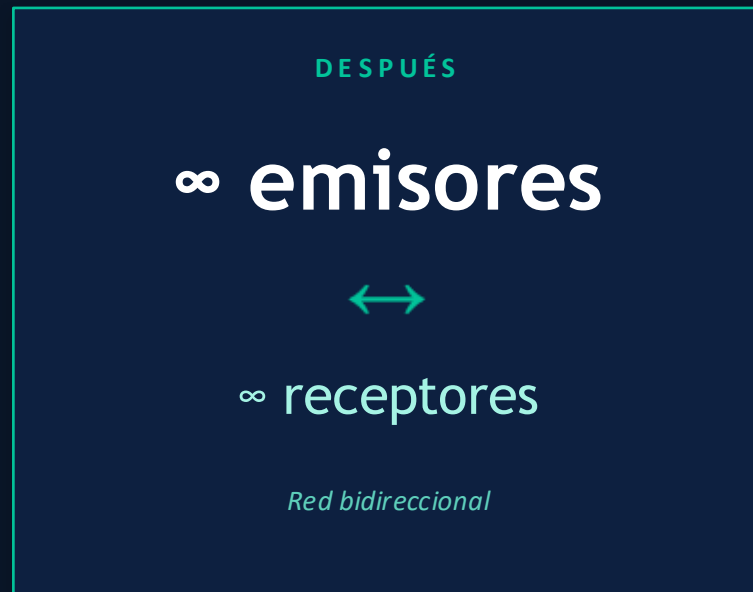 DESPUÉS
∞ emisores
↔
∞ receptores
Red bidireccional